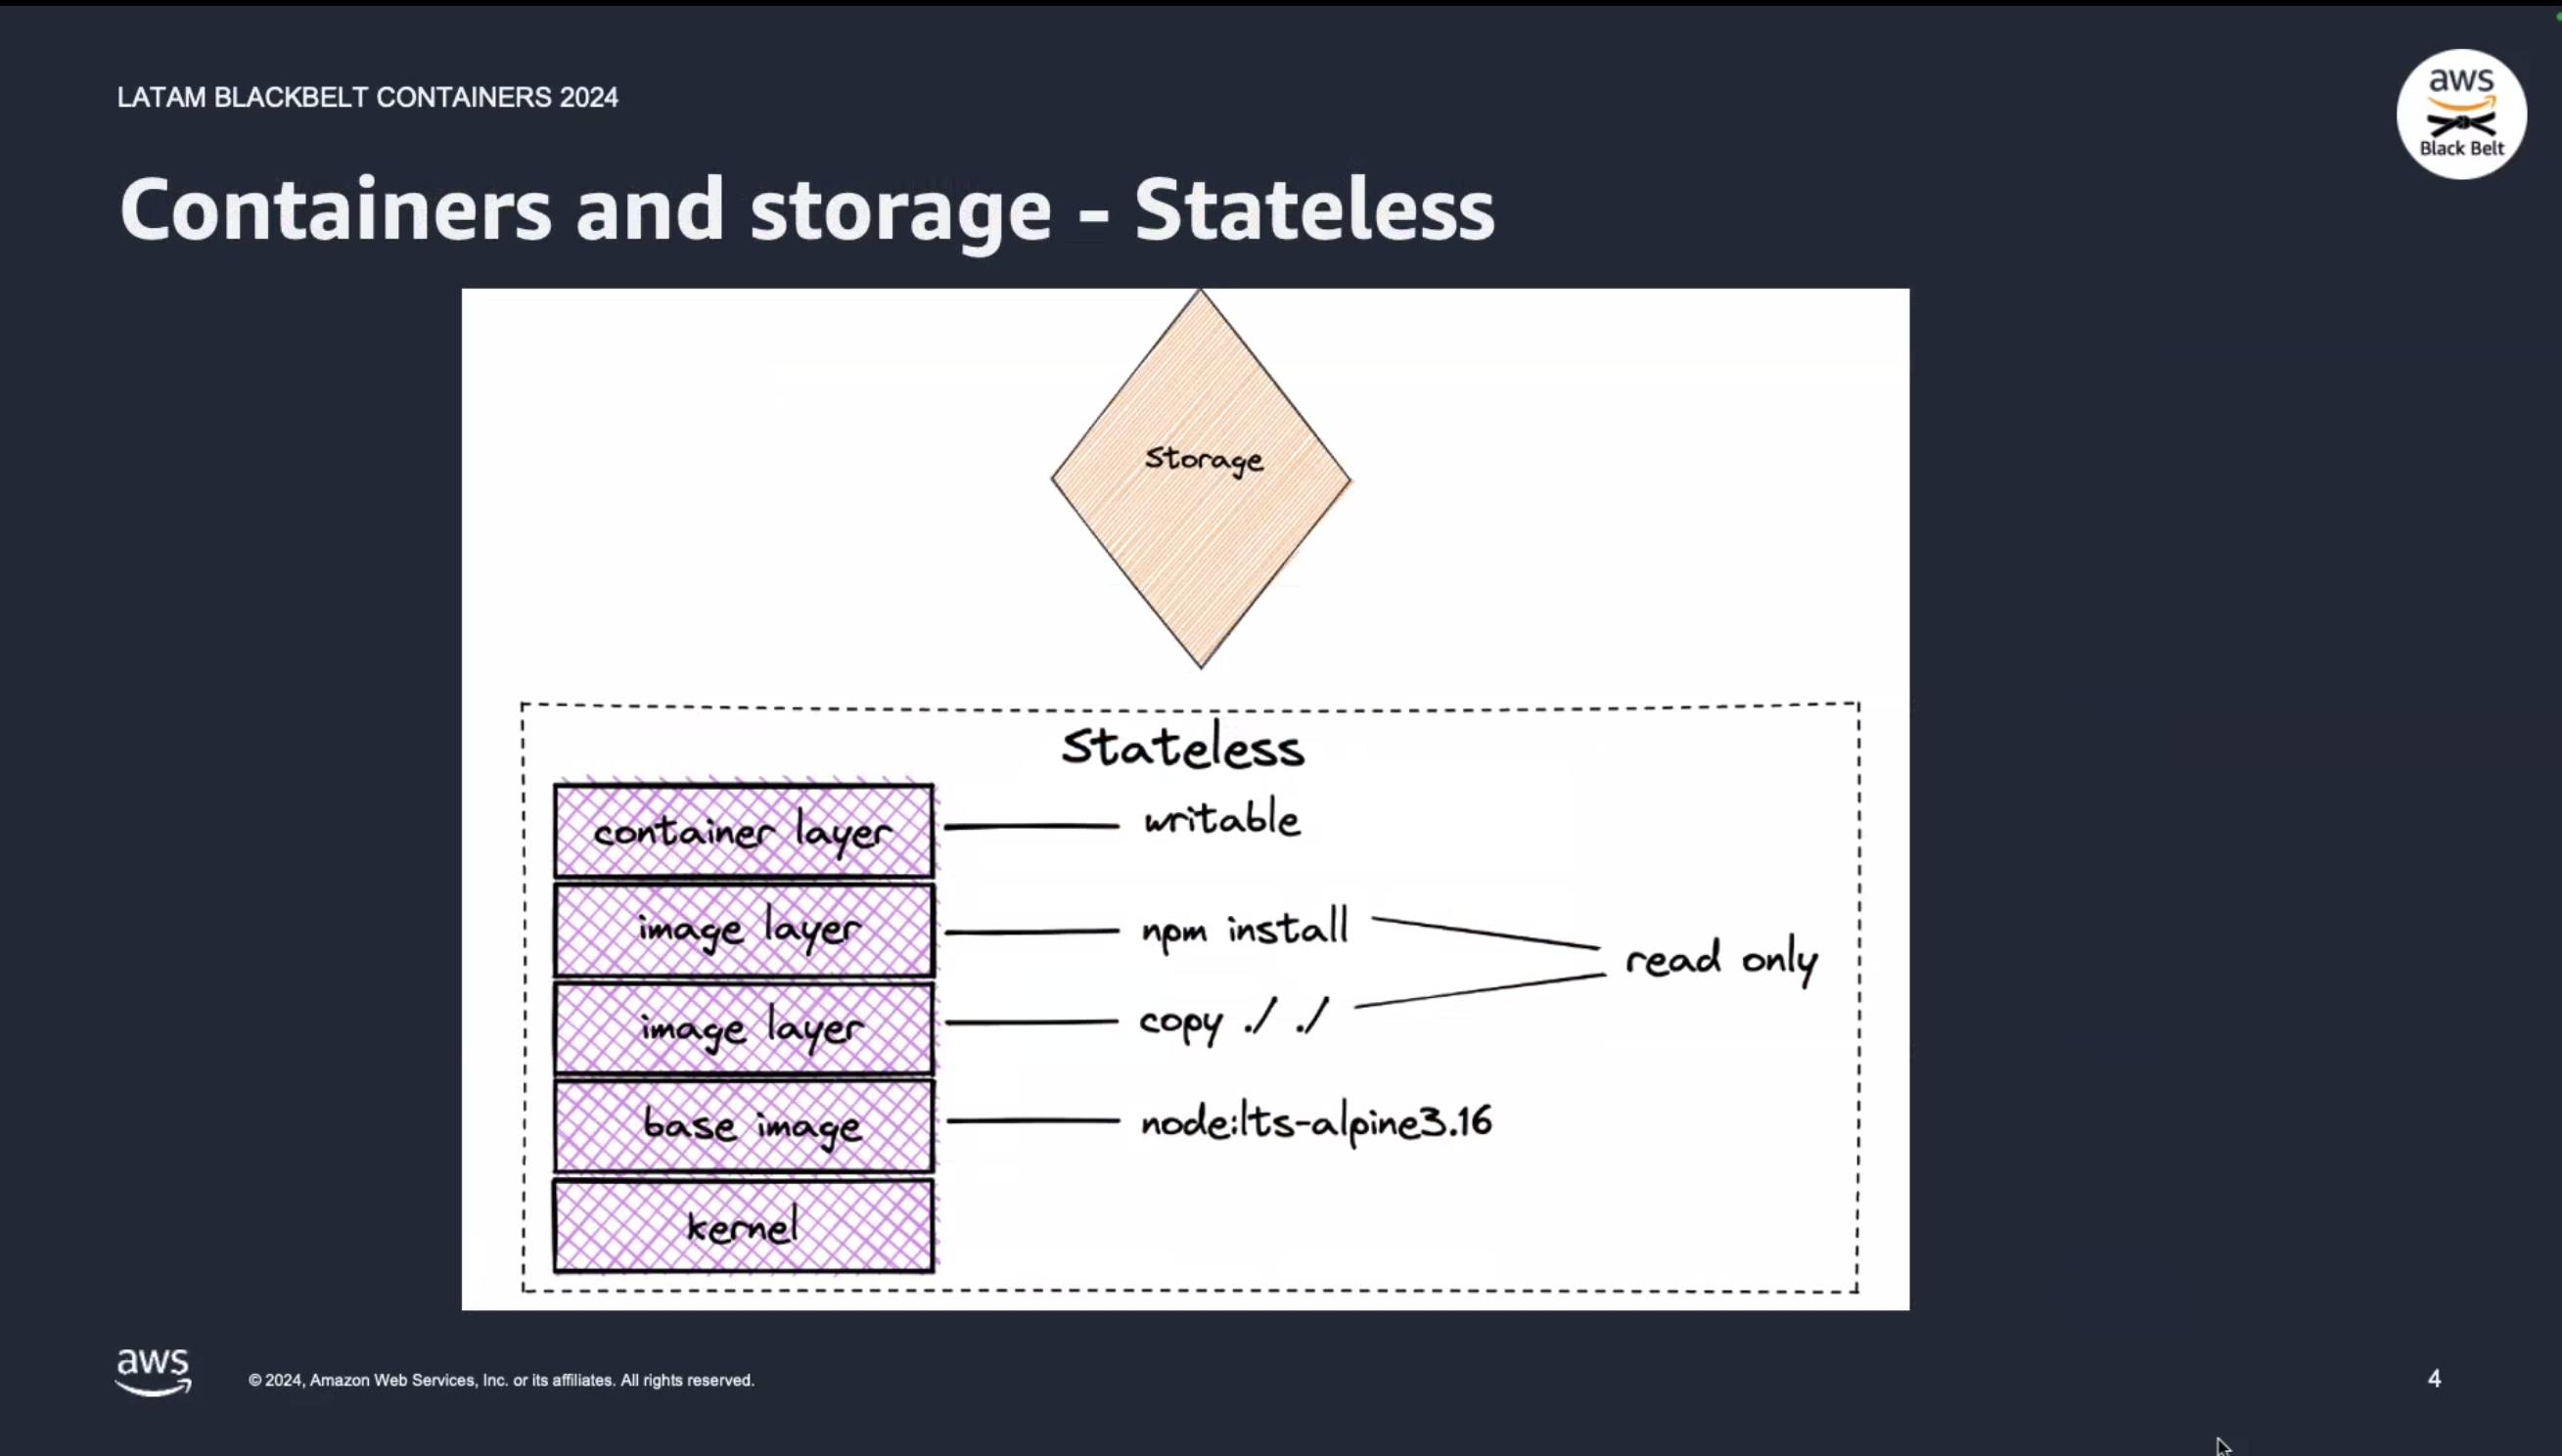 LATAM BLACKBELT CONTAINERS 2024
aws
Black Belt
Containers and storage - Stateless
Storage
Stateless
container layer
writable
image layer
npm install
read only
image layer
copy ./ ./
base image
node:lts-alpine3.16
kernel
aws
© 2024, Amazon Web Services, Inc. or its affiliates. All rights reserved.
4